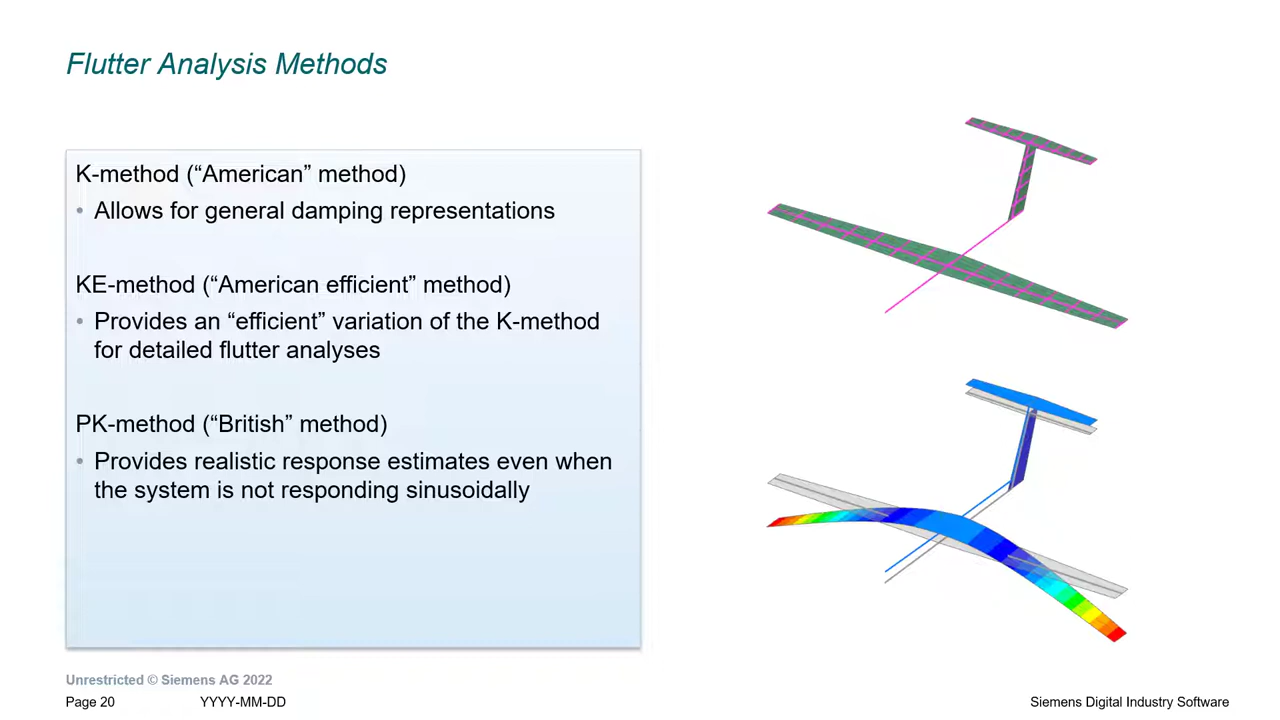 Flutter Analysis Methods
K-method (“American” method)
• Allows for general damping representations
KE-method (“American efficient” method)
• Provides an “efficient” variation of the K-method
for detailed flutter analyses
PK-method (“British” method)
• Provides realistic response estimates even when
the system is not responding sinusoidally
Unrestricted © Siemens AG 2022
Page 20 YYYY-MM-DD Siemens Digital Industry Software